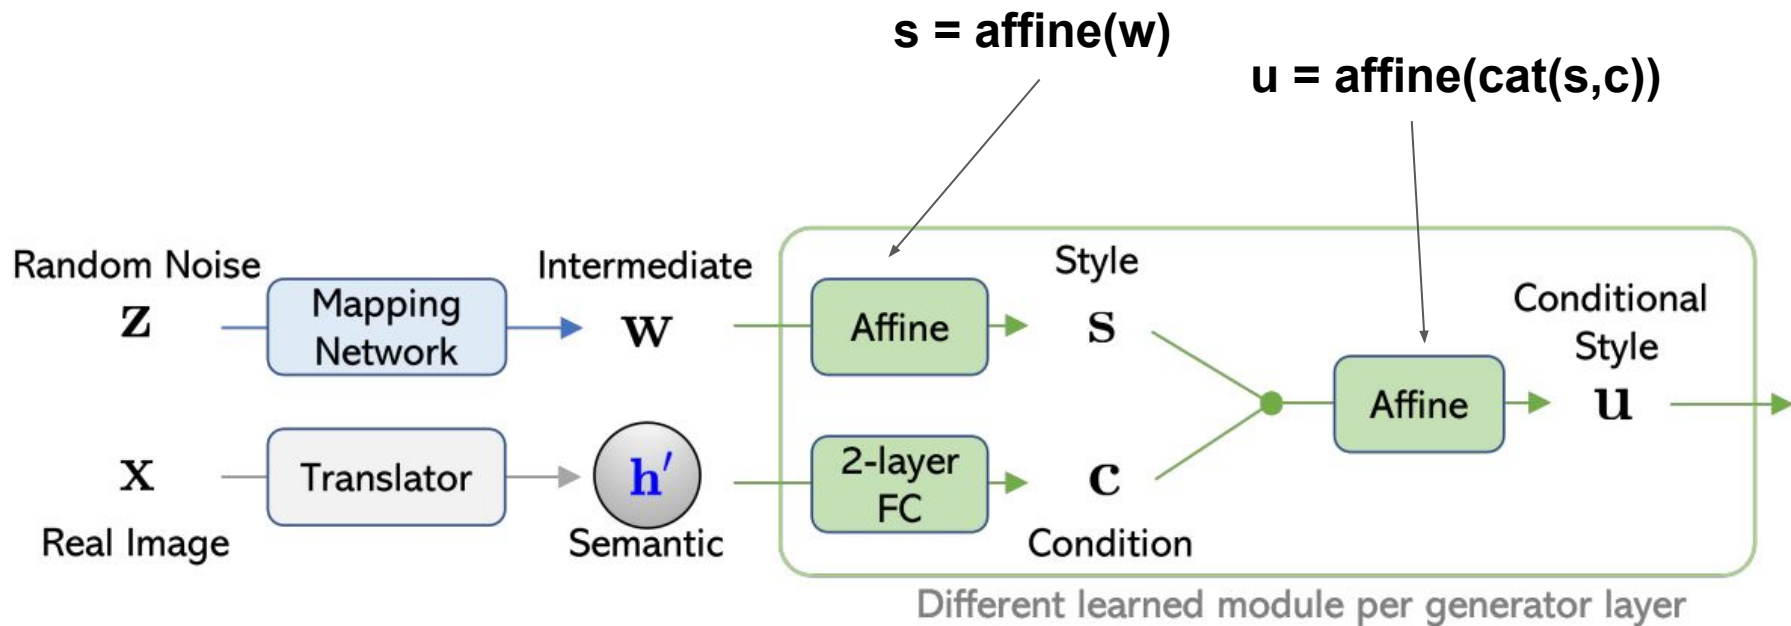 s = affine(w)
u = affine(cat(s,c))
Random Noise
z
Mapping
Network
Intermediate
w
Affine
Style
s
Conditional
Style
u
Affine
x
Real Image
Translator
h′
Semantic
2-layer
FC
c
Condition
Different learned module per generator layer